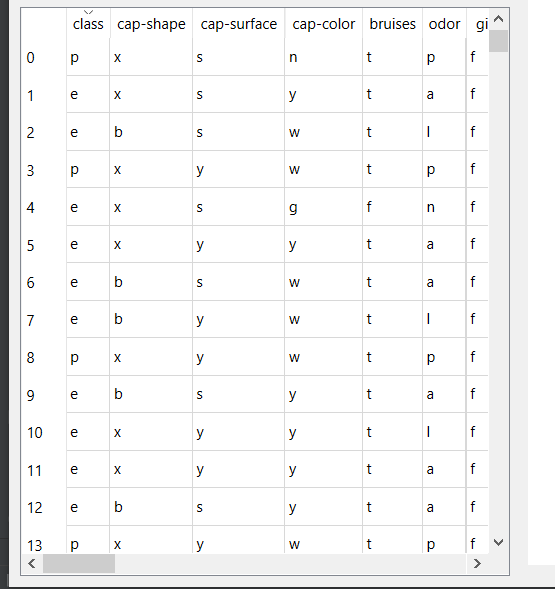 class cap-shape cap-surface cap-color bruises odor gi
0 p x s n t p f
1 e x s y t a f
2 e b s w t l f
3 p x y w t p f
4 e x s g f n f
5 e x y y t a f
6 e b s w t a f
7 e b y w t l f
8 p x y w t p f
9 e b s y t a f
10 e x y y t l f
11 e x y y t a f
12 e b s y t a f
13 p x y w t p f